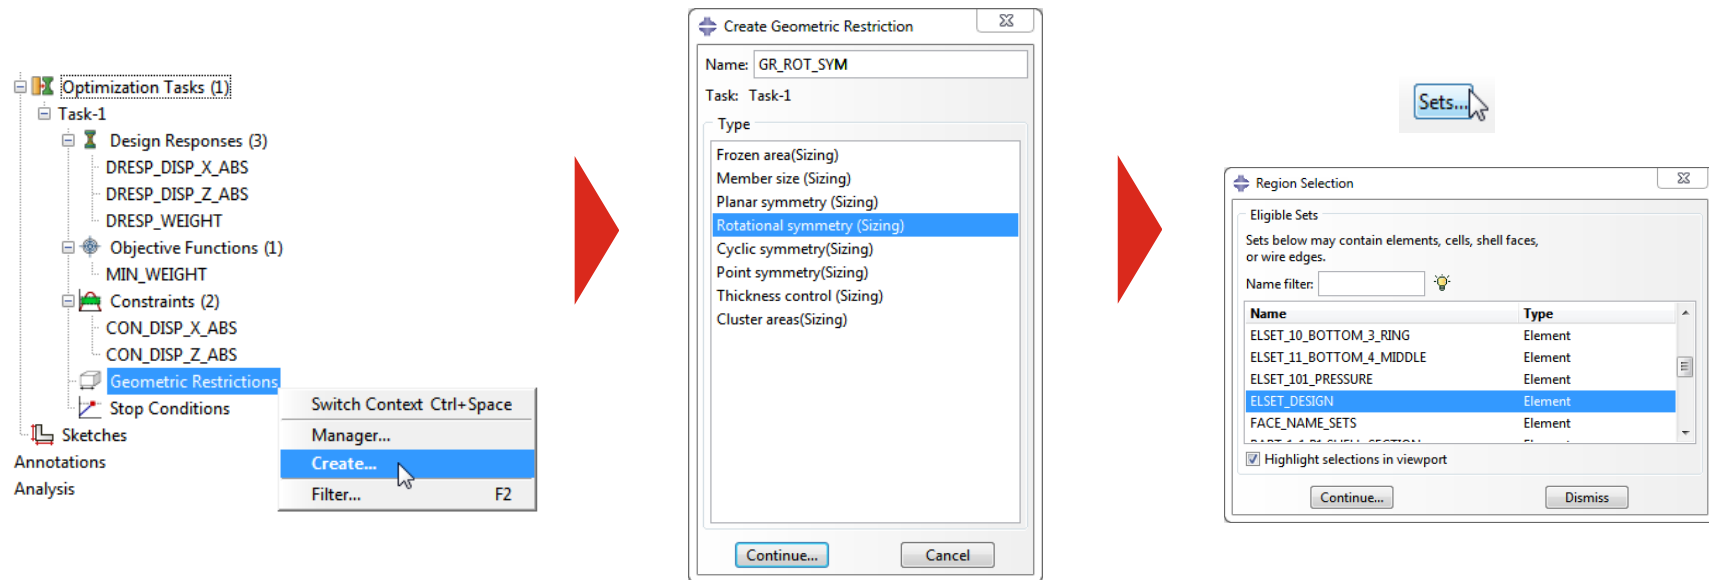 Optimization Tasks (1)
Task-1
Design Responses (3)
DRESP_DISP_X_ABS
DRESP_DISP_Z_ABS
DRESP_WEIGHT
Objective Functions (1)
MIN_WEIGHT
Constraints (2)
CON_DISP_X_ABS
CON_DISP_Z_ABS
Geometric Restrictions
Stop Conditions
Sketches
Annotations
Analysis
Switch Context Ctrl+Space
Manager...
Create...
Filter... F2
Create Geometric Restriction
Name: GR_ROT_SYM
Task: Task-1
Type
Frozen area(Sizing)
Member size (Sizing)
Planar symmetry (Sizing)
Rotational symmetry (Sizing)
Cyclic symmetry(Sizing)
Point symmetry(Sizing)
Thickness control (Sizing)
Cluster areas(Sizing)
Continue... Cancel
Sets...
Region Selection
Eligible Sets
Sets below may contain elements, cells, shell faces,
or wire edges.
Name filter:
Name Type
ELSET_10_BOTTOM_3_RING Element
ELSET_11_BOTTOM_4_MIDDLE Element
ELSET_101_PRESSURE Element
ELSET_DESIGN Element
FACE_NAME_SETS Element
Highlight selections in viewport
Continue... Dismiss